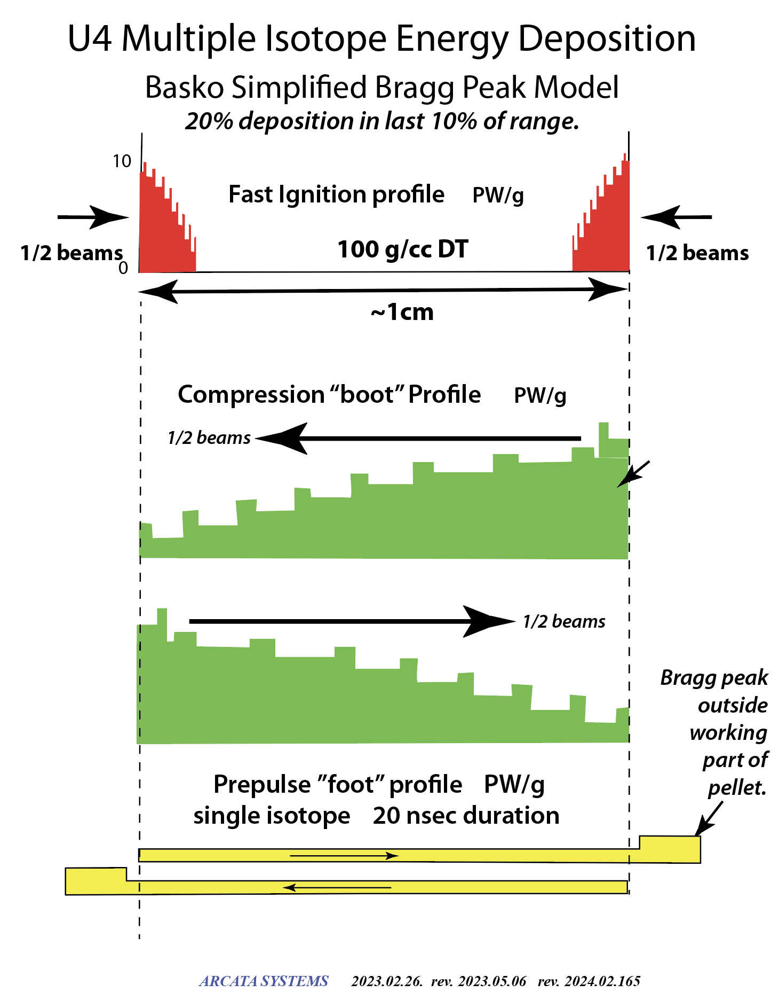 U4 Multiple Isotope Energy Deposition
Basko Simplified Bragg Peak Model
20% deposition in last 10% of range.
10
Fast Ignition profile PW/g
1/2 beams
100 g/cc DT
1/2 beams
0
~1cm
Compression “boot” Profile PW/g
1/2 beams
1/2 beams
Bragg peak
outside
working
part of
pellet.
Prepulse ”foot” profile PW/g
single isotope 20 nsec duration
ARCATA SYSTEMS 2023.02.26. rev. 2023.05.06 rev. 2024.02.165